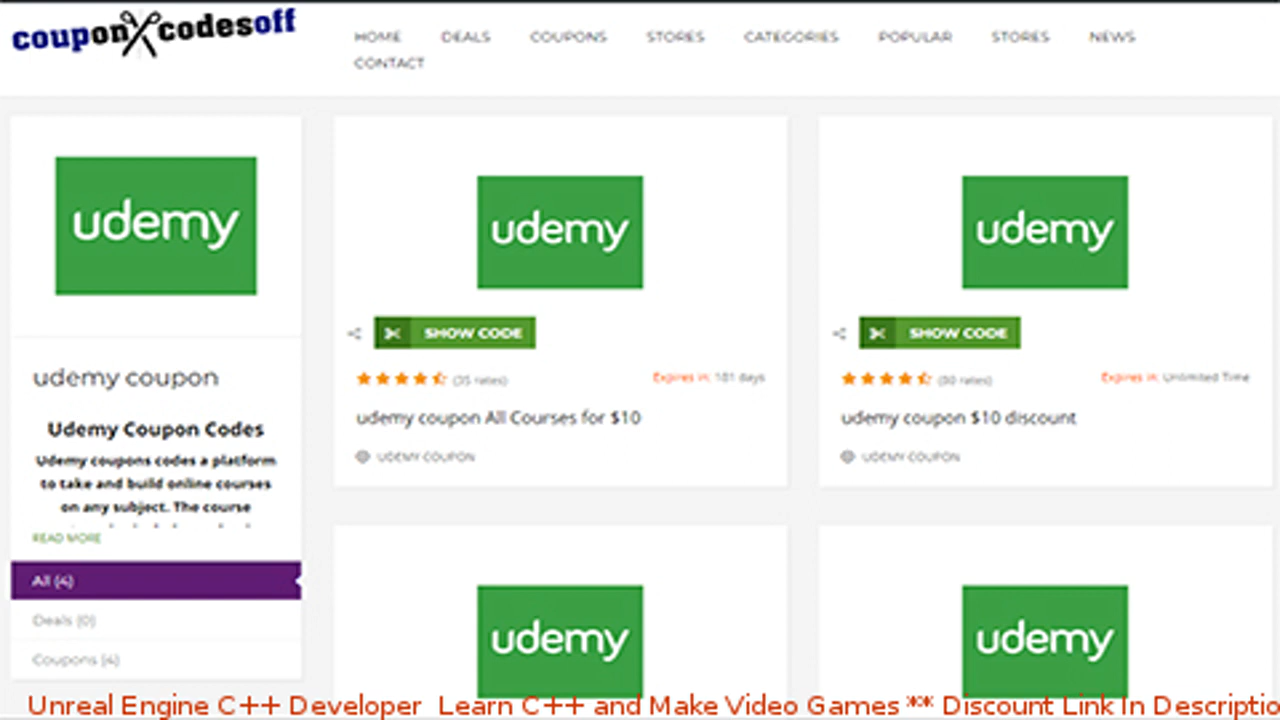 couponcodesoff
HOME DEALS COUPONS STORES CATEGORIES POPULAR STORES NEWS
CONTACT
udemy
udemy coupon
Udemy Coupon Codes
Udemy coupons codes a platform
to take and build online courses
on any subject. The course
READ MORE
All (4)
Deals (0)
Coupons (4)
udemy
SHOW CODE
(35 rates) Expires in: 181 days
udemy coupon All Courses for $10
UDEMY COUPON
udemy
SHOW CODE
rates) Expires in: Unlimited Time
udemy coupon $10 discount
UDEMY COUPON
udemy
udemy
Unreal Engine C++ Developer Learn C++ and Make Video Games ** Discount Link In Descriptio